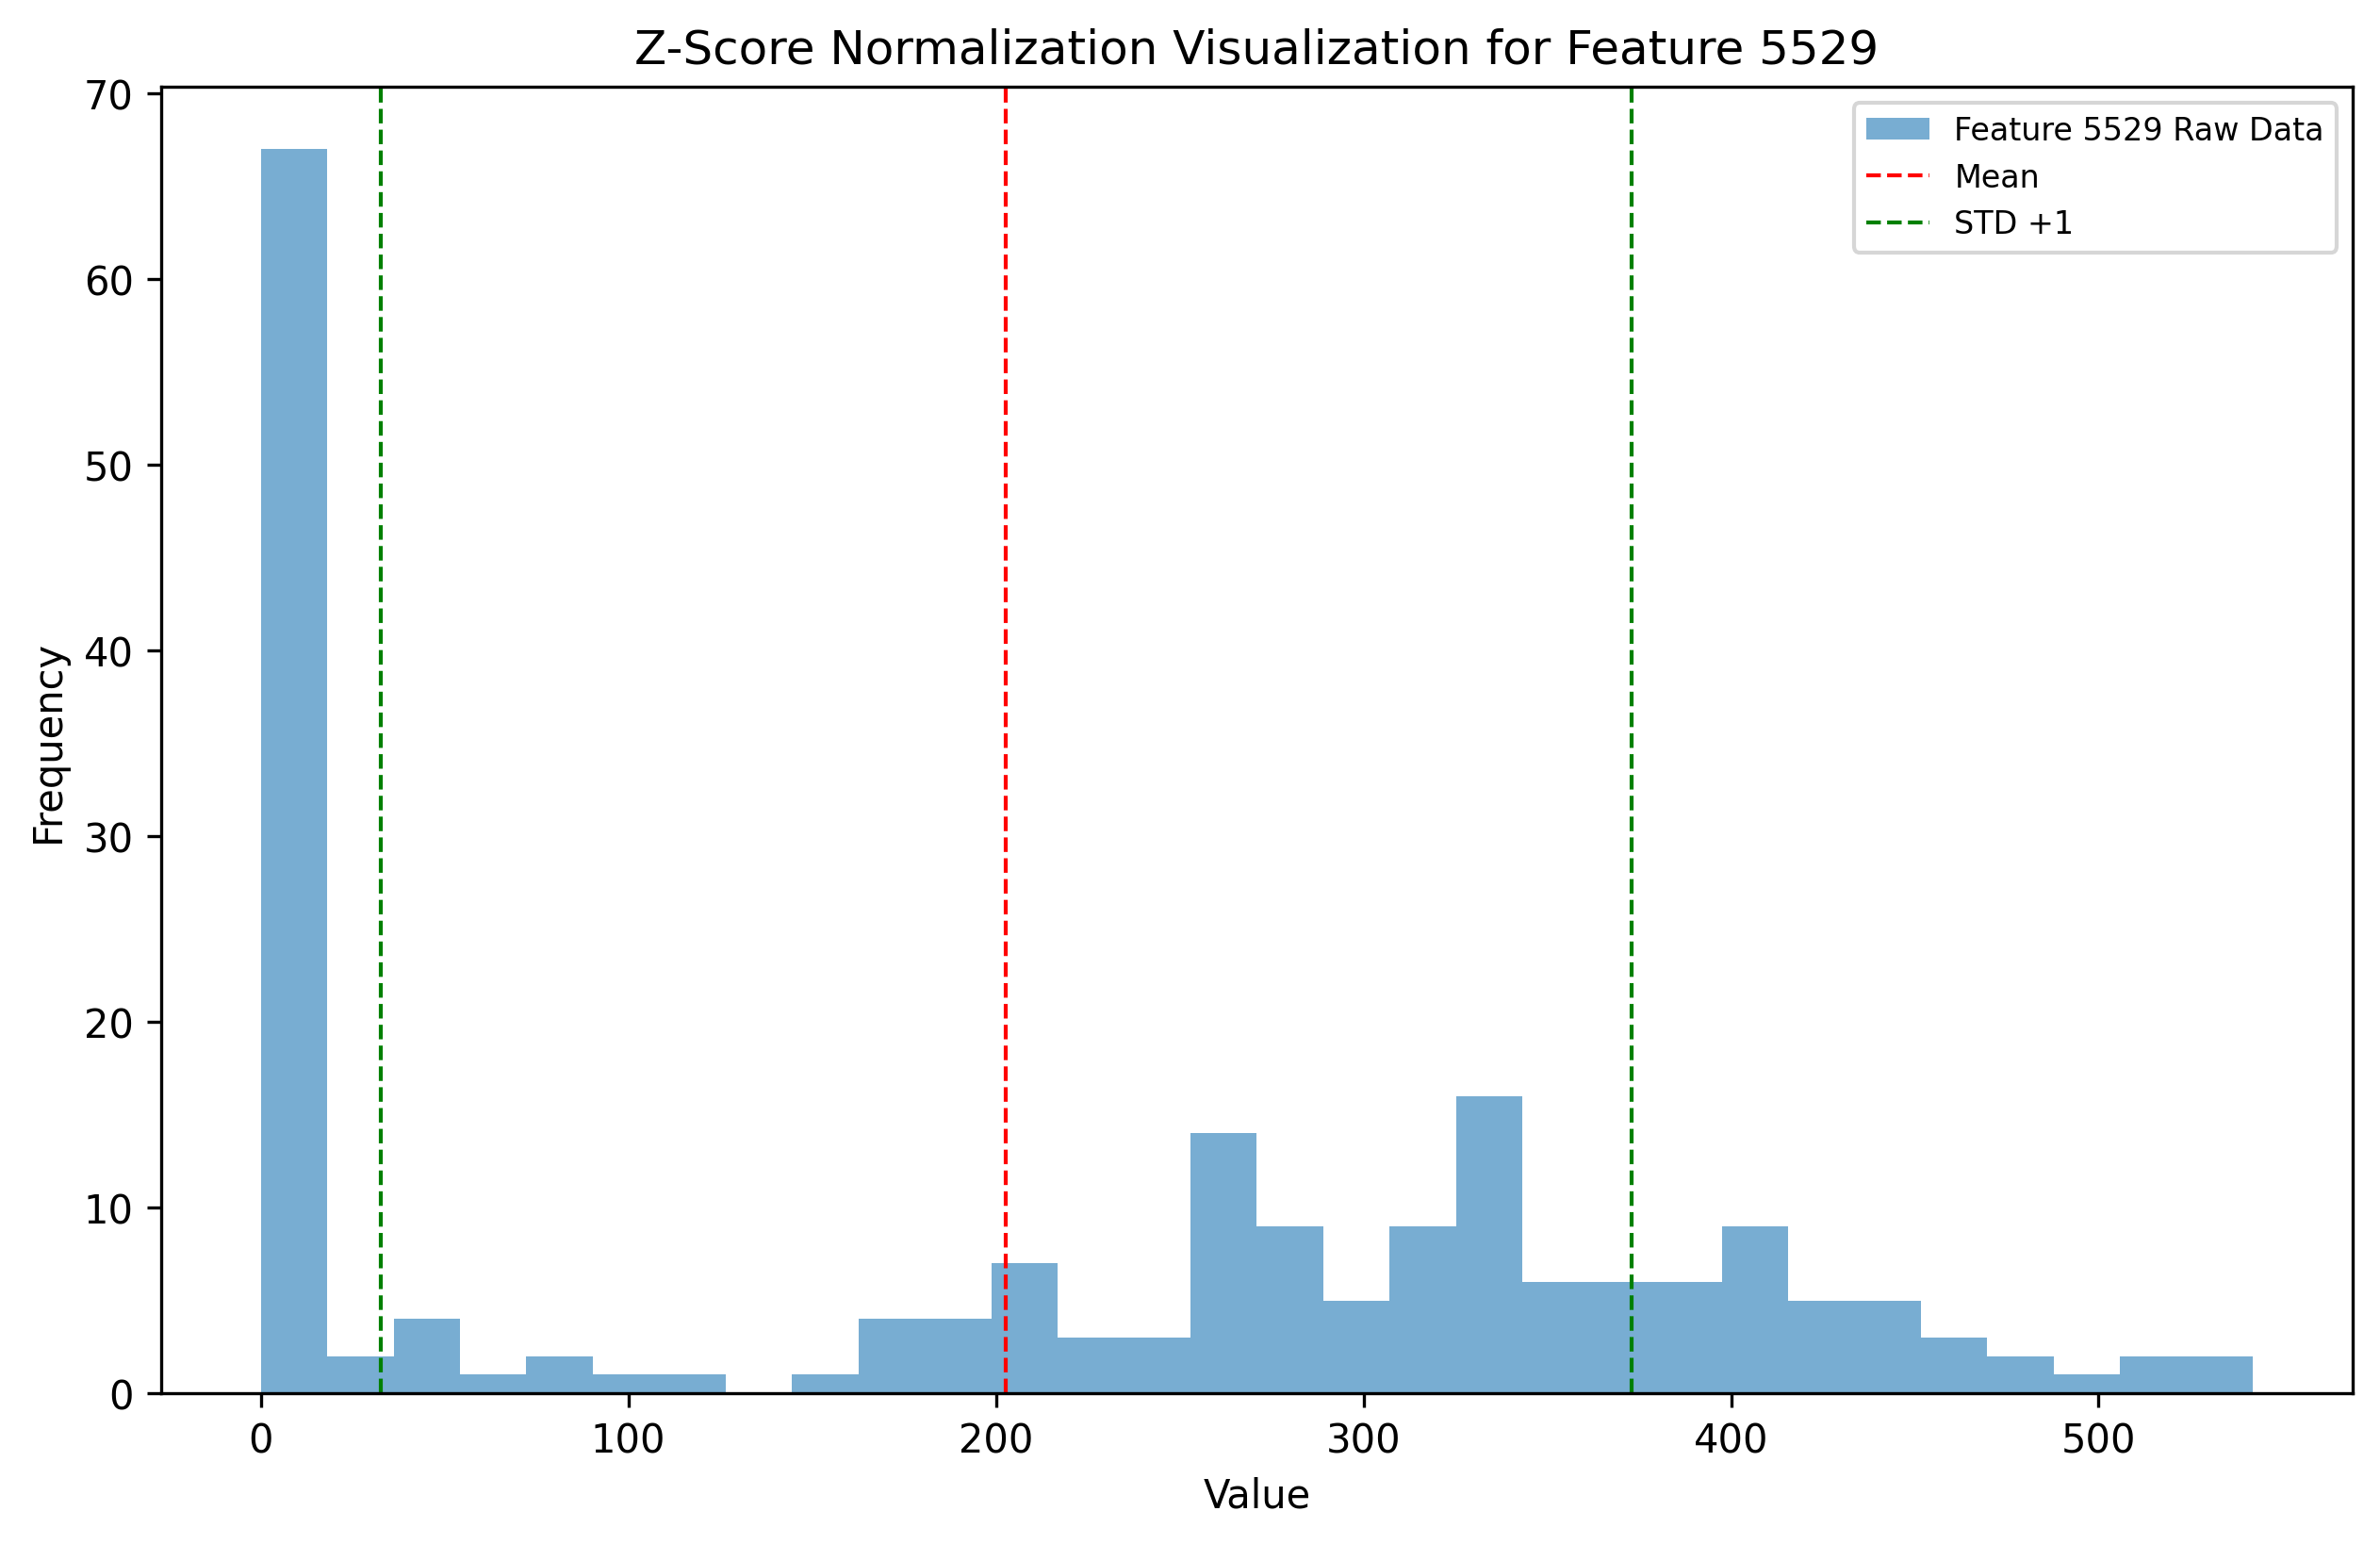 Z-Score Normalization Visualization for Feature 5529
Feature 5529 Raw Data
Mean
STD +1
70
60
50
40
30
20
10
0
Frequency
0 100 200 300 400 500
Value